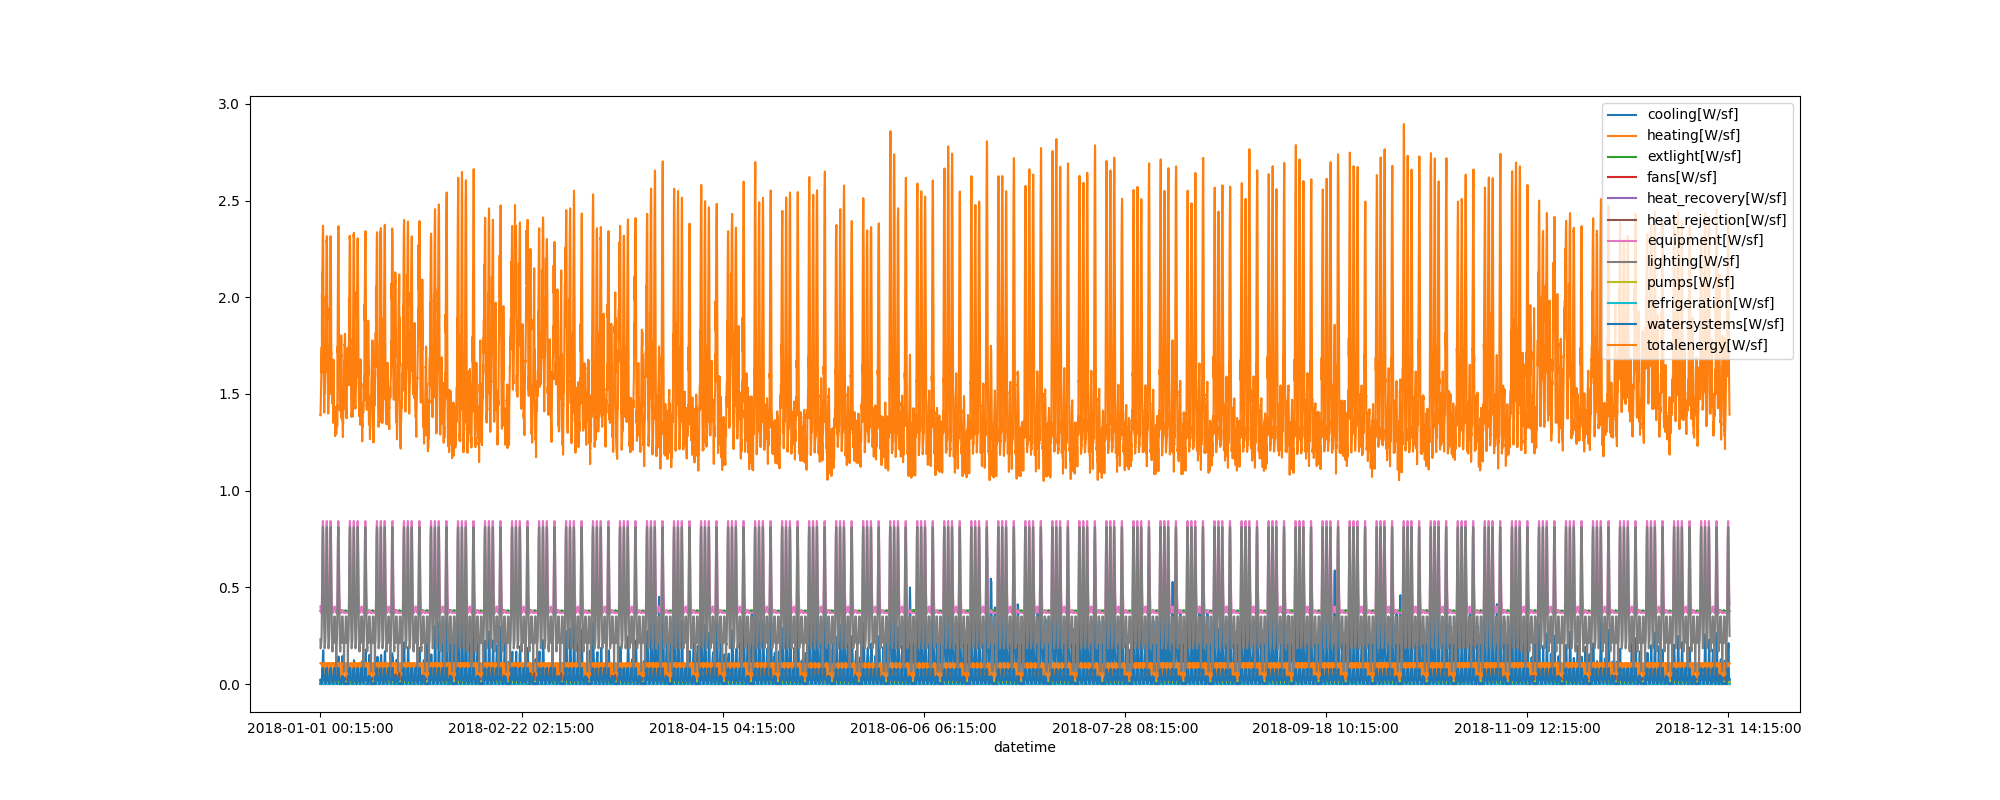 3.0
2.5
2.0
1.5
1.0
0.5
0.0
cooling[W/sf]
heating[W/sf]
extlight[W/sf]
fans[W/sf]
heat_recovery[W/sf]
heat_rejection[W/sf]
equipment[W/sf]
lighting[W/sf]
pumps[W/sf]
refrigeration[W/sf]
watersystems[W/sf]
totalenergy[W/sf]
2018-01-01 00:15:00 2018-02-22 02:15:00 2018-04-15 04:15:00 2018-06-06 06:15:00 2018-07-28 08:15:00 2018-09-18 10:15:00 2018-11-09 12:15:00 2018-12-31 14:15:00
datetime